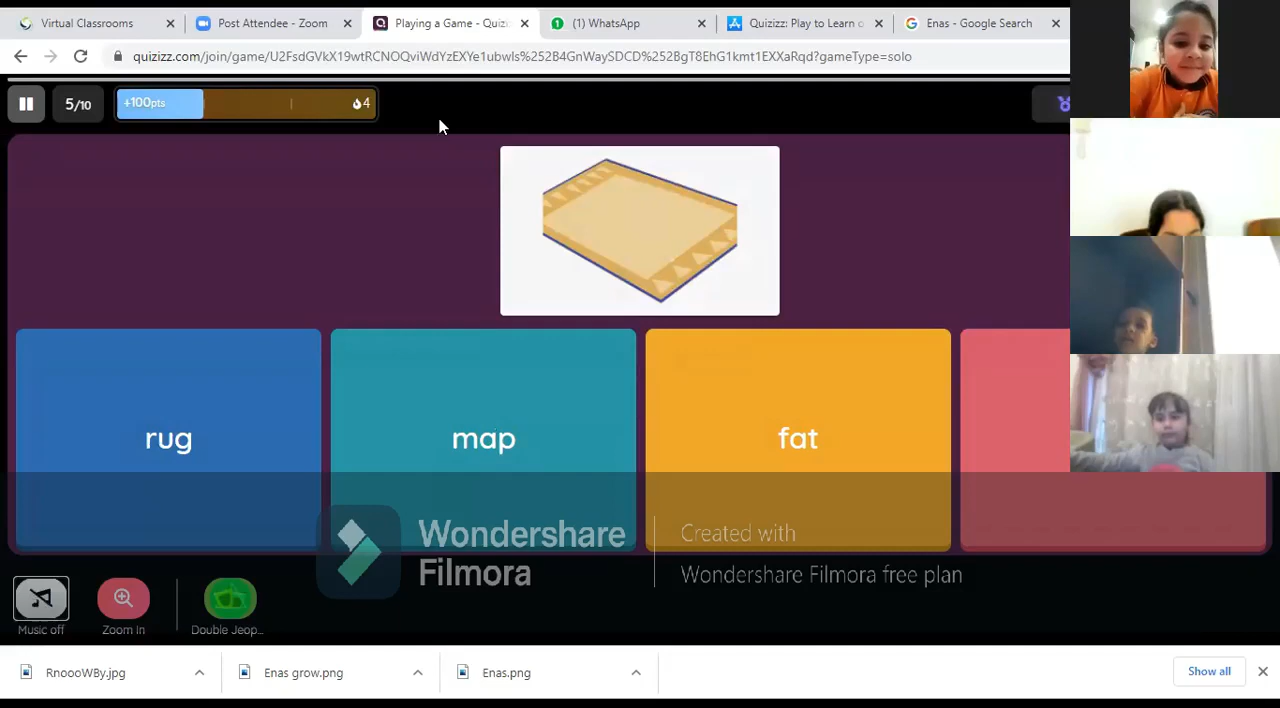 Virtual Classrooms
Post Attendee - Zoom
Playing a Game - Quiz
(1) WhatsApp
Quizizz: Play to Learn o
Enas - Google Search
quizizz.com/join/game/U2FsdGVkX19wtRCNOQviWdYzEXYe1ubwls%252B4GnWaySDCD%252BgT8EhG1kmt1EXXaRqd?gameType=solo
5/10
+100pts
4
rug
map
fat
Wondershare
Filmora
Created with
Wondershare Filmora free plan
Music off
Zoom In
Double Jeop...
RnoooWBy.jpg
Enas grow.png
Enas.png
Show all